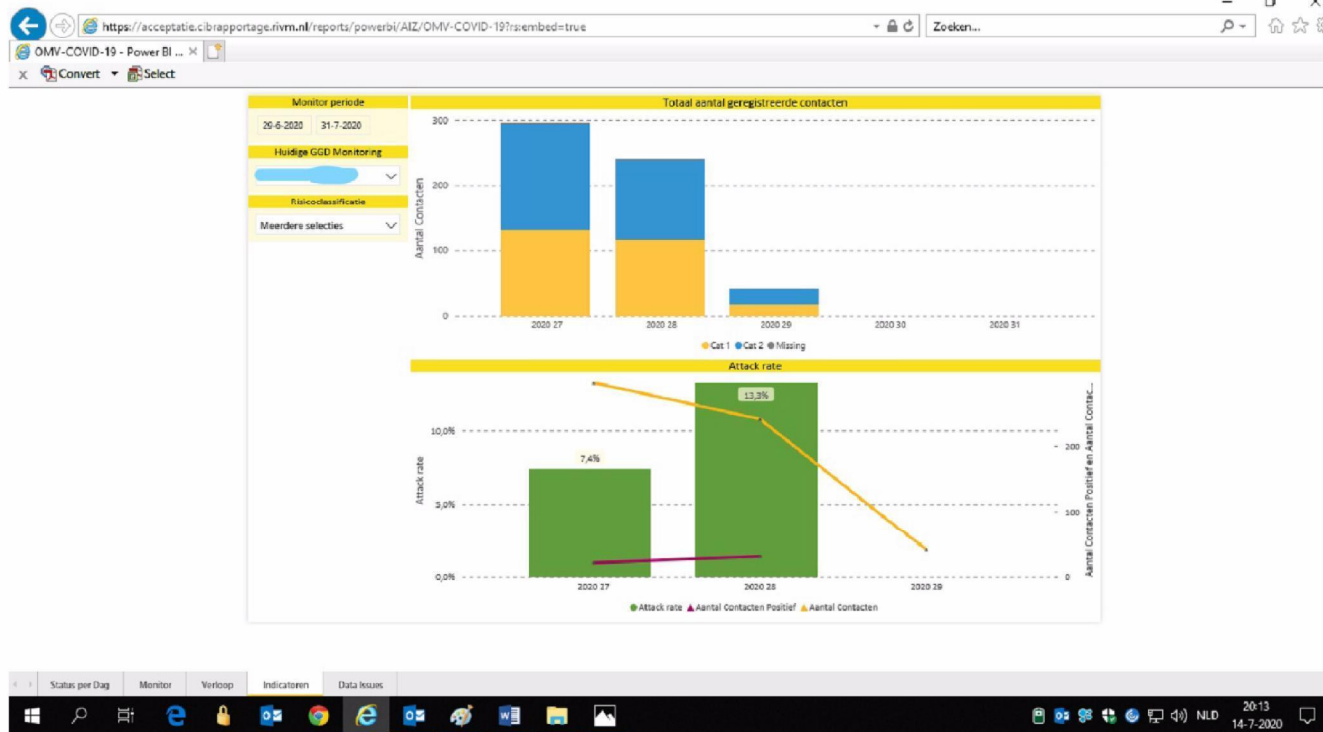 https://acceptatie.cibrapportage.rivm.nl/reports/powerbi/AIZ/OMV-COVID-19?rs:embed=true
Zoeken...
OMV-COVID-19 - Power BI ...
x Convert Select
Monitor periode
29-6-2020 31-7-2020
Huidige GGD Monitoring
Risicoclassificatie
Meerdere selecties
Totaal aantal geregistreerde contacten
Aantal Contacten
300
200
100
0
2020 27 2020 28 2020 29 2020 30 2020 31
Cat 1 Cat 2 Missing
Attack rate
Attack rate
10,0%
5,0%
0,0%
7,4%
13,3%
200
100
0
Aantal Contacten Positief en Aantal Contac...
2020 27 2020 28 2020 29
Attack rate Aantal Contacten Positief Aantal Contacten
Status per Dag Monitor Verloop Indicatoren Data Issues
NLD
20:13
14-7-2020